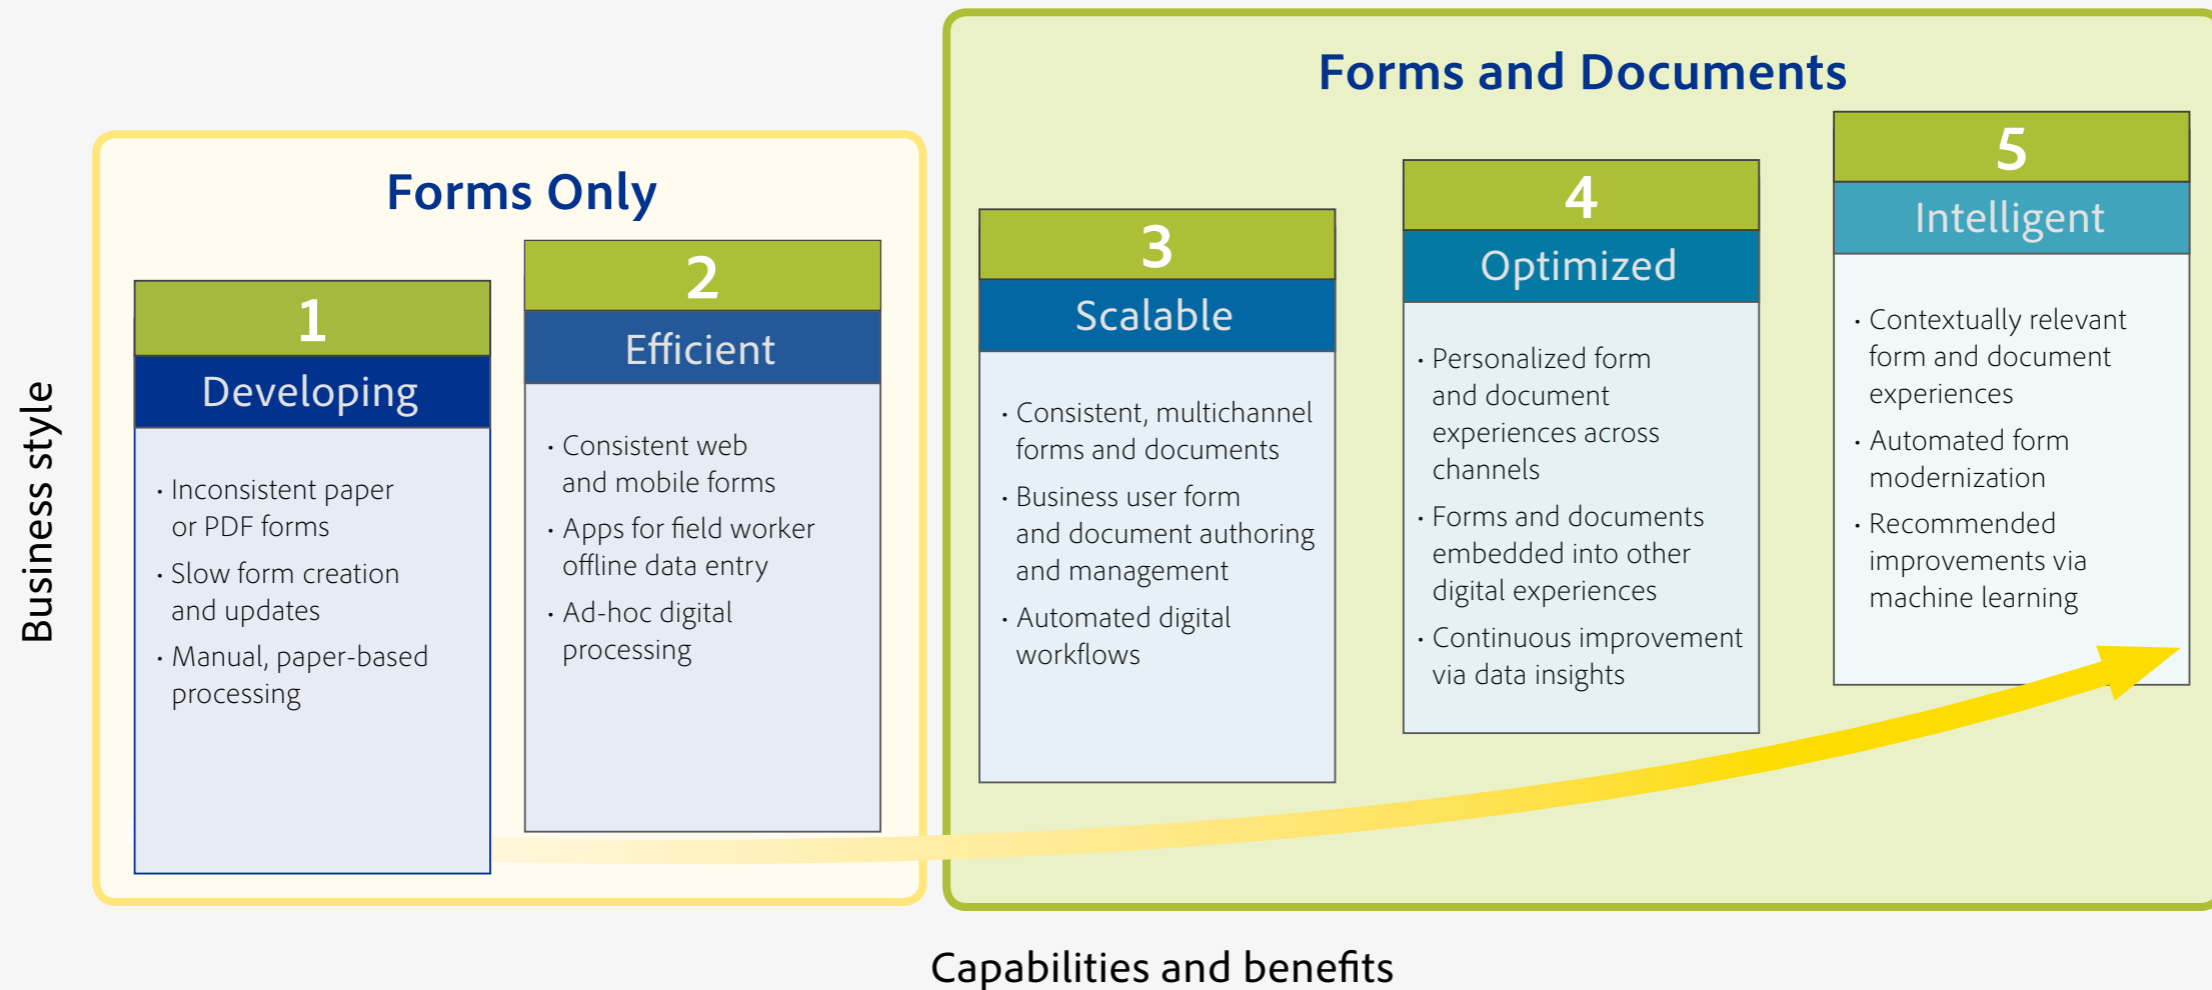 Forms and Documents
Forms Only
1
Developing
· Inconsistent paper
or PDF forms
· Slow form creation
and updates
· Manual, paper-based
processing
2
Efficient
· Consistent web
and mobile forms
· Apps for field worker
offline data entry
· Ad-hoc digital
processing
3
Scalable
· Consistent, multichannel
forms and documents
· Business user form
and document authoring
and management
· Automated digital
workflows
4
Optimized
· Personalized form
and document
experiences across
channels
· Forms and documents
embedded into other
digital experiences
· Continuous improvement
via data insights
5
Intelligent
· Contextually relevant
form and document
experiences
· Automated form
modernization
· Recommended
improvements via
machine learning
Business style
Capabilities and benefits